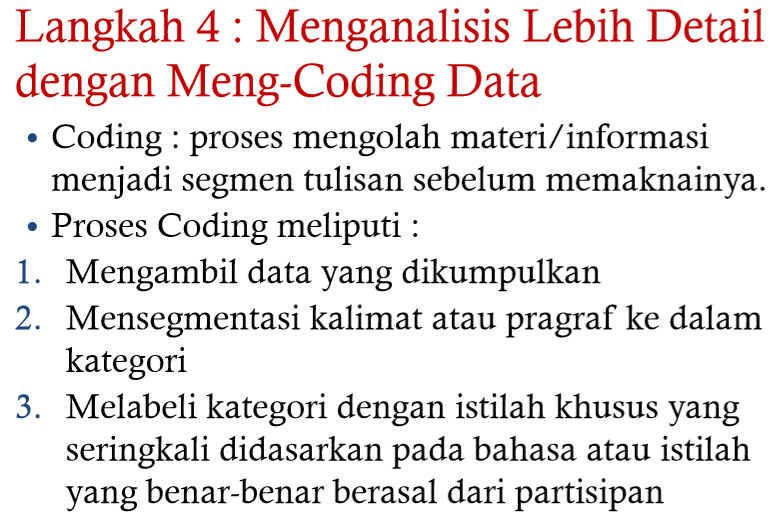 Langkah 4 : Menganalisis Lebih Detail
dengan Meng-Coding Data
• Coding : proses mengolah materi/informasi
menjadi segmen tulisan sebelum memaknainya.
• Proses Coding meliputi :
1. Mengambil data yang dikumpulkan
2. Mensegmentasi kalimat atau pragraf ke dalam
kategori
3. Melabeli kategori dengan istilah khusus yang
seringkali didasarkan pada bahasa atau istilah
yang benar-benar berasal dari partisipan